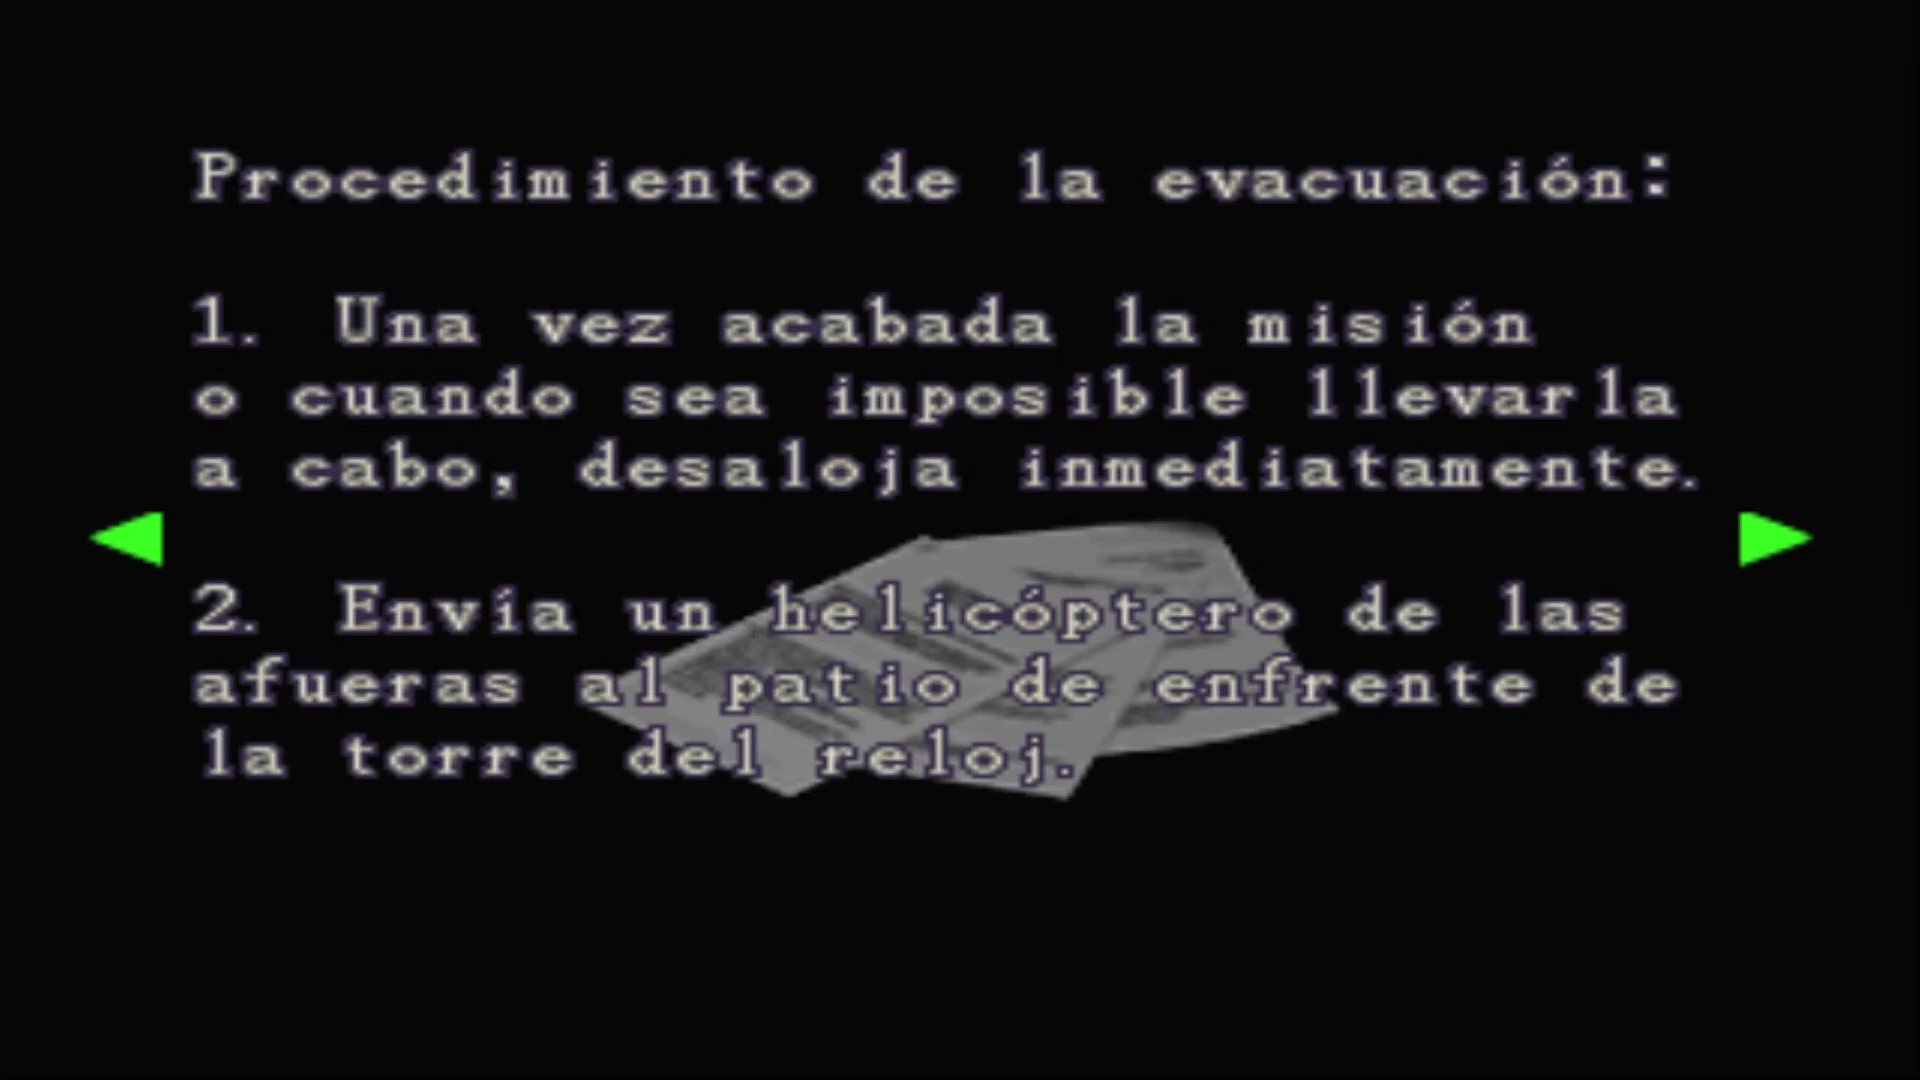 Procedimiento de la evacuación:
1. Una vez acabada la misión
o cuando sea imposible llevarla
a cabo, desaloja inmediatamente.
2. Envía un helicóptero de las
afueras al patio de enfrente de
la torre del reloj.